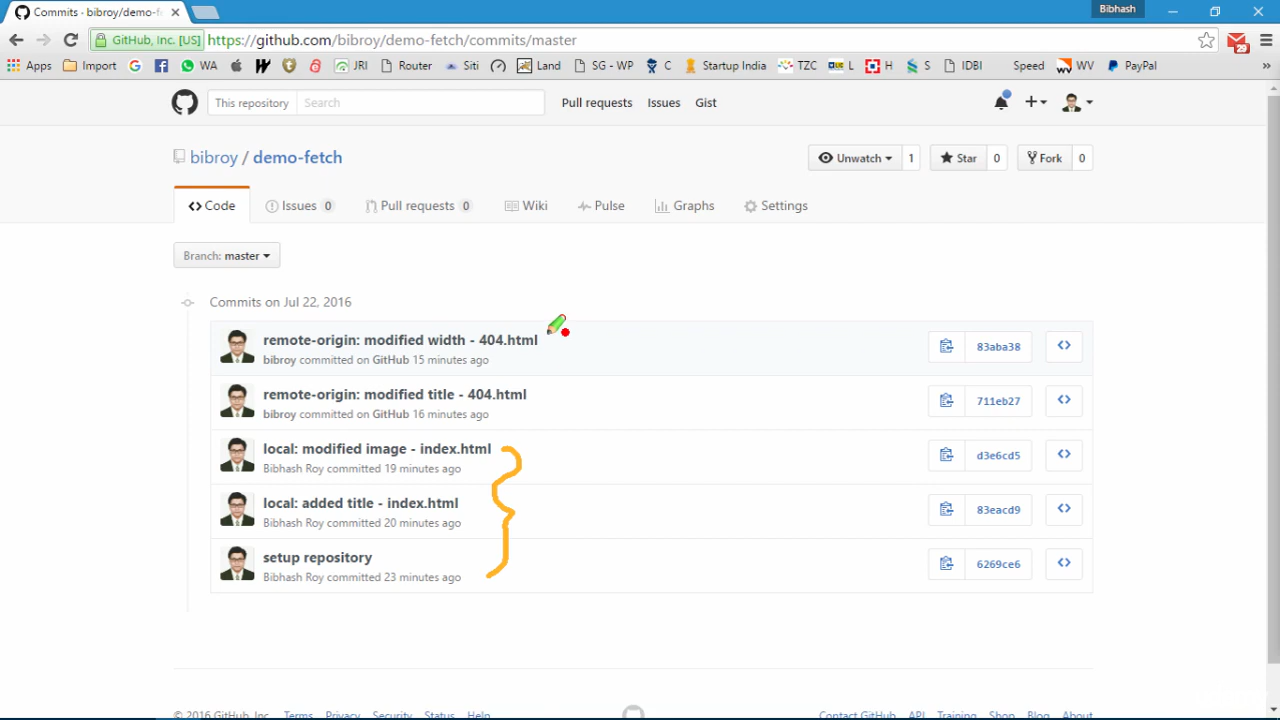 Commits - bibroy/demo-f
Bibhash
GitHub, Inc. [US] https://github.com/bibroy/demo-fetch/commits/master
29
Apps Import WA JRI Router Siti Land SG - WP C Startup India TZC L H S IDBI Speed WV PayPal »
This repository Search Pull requests Issues Gist
bibroy / demo-fetch
Unwatch 1 Star 0 Fork 0
Code Issues 0 Pull requests 0 Wiki Pulse Graphs Settings
Branch: master
Commits on Jul 22, 2016
remote-origin: modified width - 404.html
bibroy committed on GitHub 15 minutes ago
83aba38
remote-origin: modified title - 404.html
bibroy committed on GitHub 16 minutes ago
711eb27
local: modified image - index.html
Bibhash Roy committed 19 minutes ago
d3e6cd5
local: added title - index.html
Bibhash Roy committed 20 minutes ago
83eacd9
setup repository
Bibhash Roy committed 23 minutes ago
6269ce6
© 2016 GitHub, Inc. Terms Privacy Security Status Help Contact GitHub API Training Shop Blog About